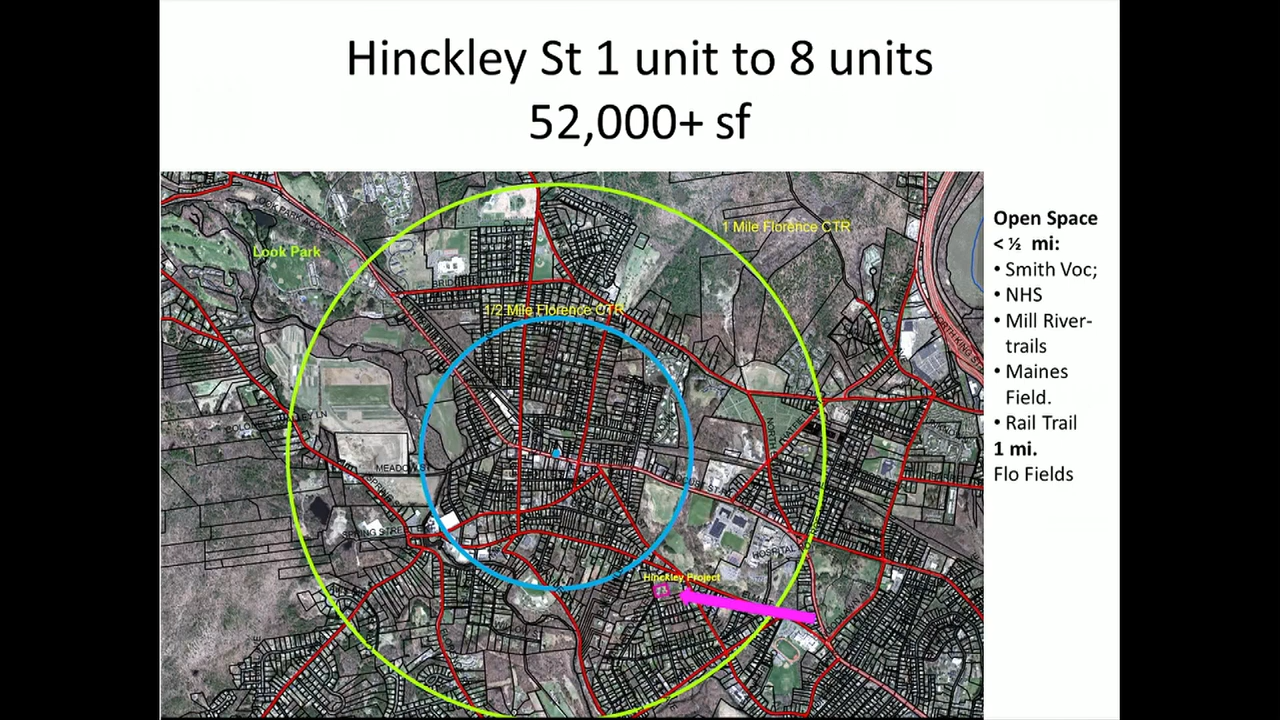 Hinckley St 1 unit to 8 units
52,000+ sf
Open Space
< ½ mi:
• Smith Voc;
• NHS
• Mill River-
trails
• Maines
Field.
• Rail Trail
1 mi.
Flo Fields
1 Mile Florence CTR
Look Park
1/2 Mile Florence CTR
MEADOW S
LOCUST ST
HOSPITAL
Hinckley Project